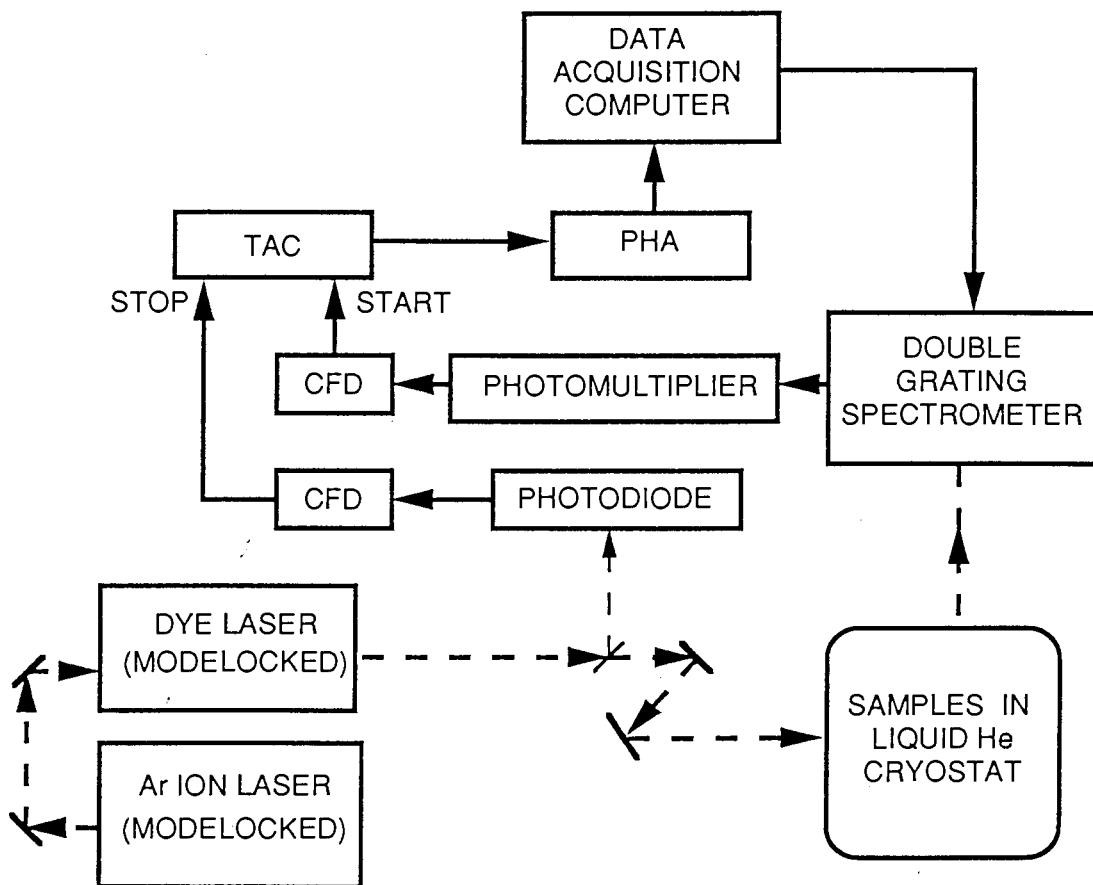 DATA
ACQUISITION
COMPUTER
TAC
PHA
STOP
START
DOUBLE
GRATING
SPECTROMETER
CFD
PHOTOMULTIPLIER
CFD
PHOTODIODE
DYE LASER
(MODELOCKED)
SAMPLES IN
LIQUID He
CRYOSTAT
Ar ION LASER
(MODELOCKED)